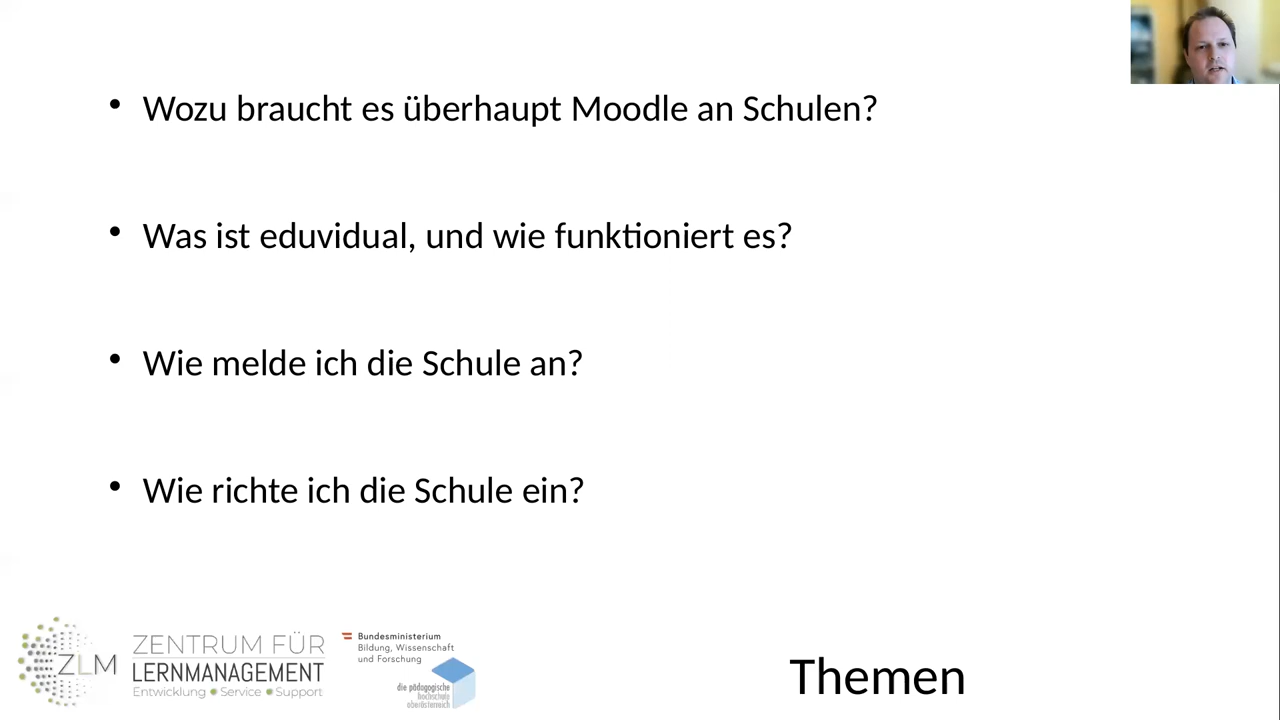 Wozu braucht es überhaupt Moodle an Schulen?
Was ist eduvidual, und wie funktioniert es?
Wie melde ich die Schule an?
Wie richte ich die Schule ein?
ZLM
ZENTRUM FÜR
LERNMANAGEMENT
Entwicklung Service Support
Bundesministerium
Bildung, Wissenschaft
und Forschung
die pädagogische
hochschule
oberösterreich
Themen